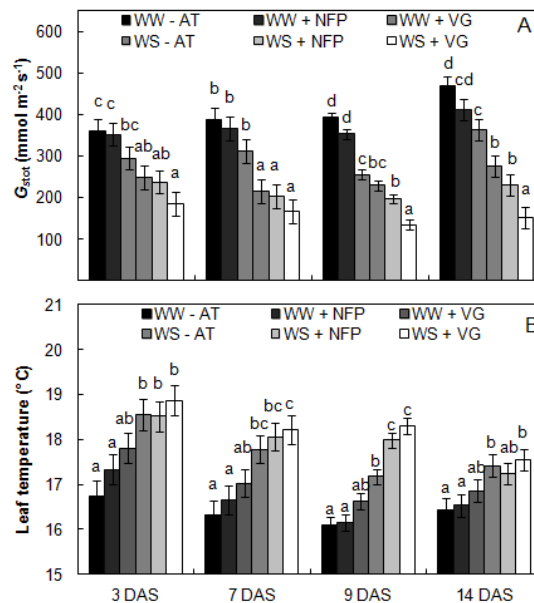 A
WW - AT WW + NFP WW + VG
WS - AT WS + NFP WS + VG
Gstot (mmol m-2 s-1)
600
500
400
300
200
100
c c bc ab ab a
b b b a a a
d d c bc b a
d cd c b b a
B
WW - AT WW + NFP WW + VG
WS - AT WS + NFP WS + VG
Leaf temperature (°C)
21
20
19
18
17
16
15
a a ab b b b
a a ab bc bc c
a a ab b c c
a a ab b ab b
3 DAS 7 DAS 9 DAS 14 DAS